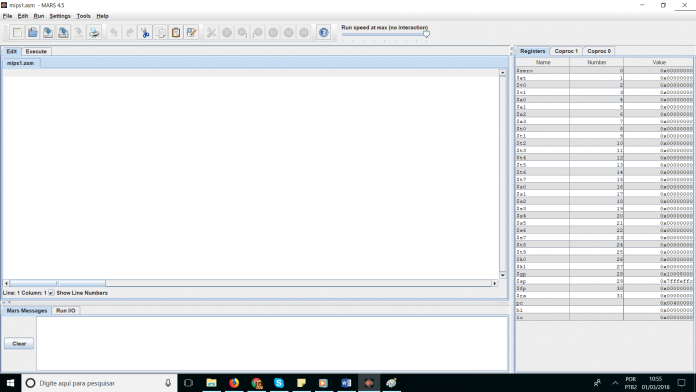 mips1.asm - MARS 4.5
File Edit Run Settings Tools Help
Run speed at max (no interaction)
Edit Execute
mips1.asm
Line: 1 Column: 1 Show Line Numbers
Mars Messages Run I/O
Clear
Registers Coproc 1 Coproc 0
Name Number Value
$zero 0 0x00000000
$at 1 0x00000000
$v0 2 0x00000000
$v1 3 0x00000000
$a0 4 0x00000000
$a1 5 0x00000000
$a2 6 0x00000000
$a3 7 0x00000000
$t0 8 0x00000000
$t1 9 0x00000000
$t2 10 0x00000000
$t3 11 0x00000000
$t4 12 0x00000000
$t5 13 0x00000000
$t6 14 0x00000000
$t7 15 0x00000000
$s0 16 0x00000000
$s1 17 0x00000000
$s2 18 0x00000000
$s3 19 0x00000000
$s4 20 0x00000000
$s5 21 0x00000000
$s6 22 0x00000000
$s7 23 0x00000000
$t8 24 0x00000000
$t9 25 0x00000000
$k0 26 0x00000000
$k1 27 0x00000000
$gp 28 0x10008000
$sp 29 0x7fffeffc
$fp 30 0x00000000
$ra 31 0x00000000
pc 0x00400000
hi 0x00000000
lo 0x00000000
Digite aqui para pesquisar
POR
PTB2
10:55
01/03/2018